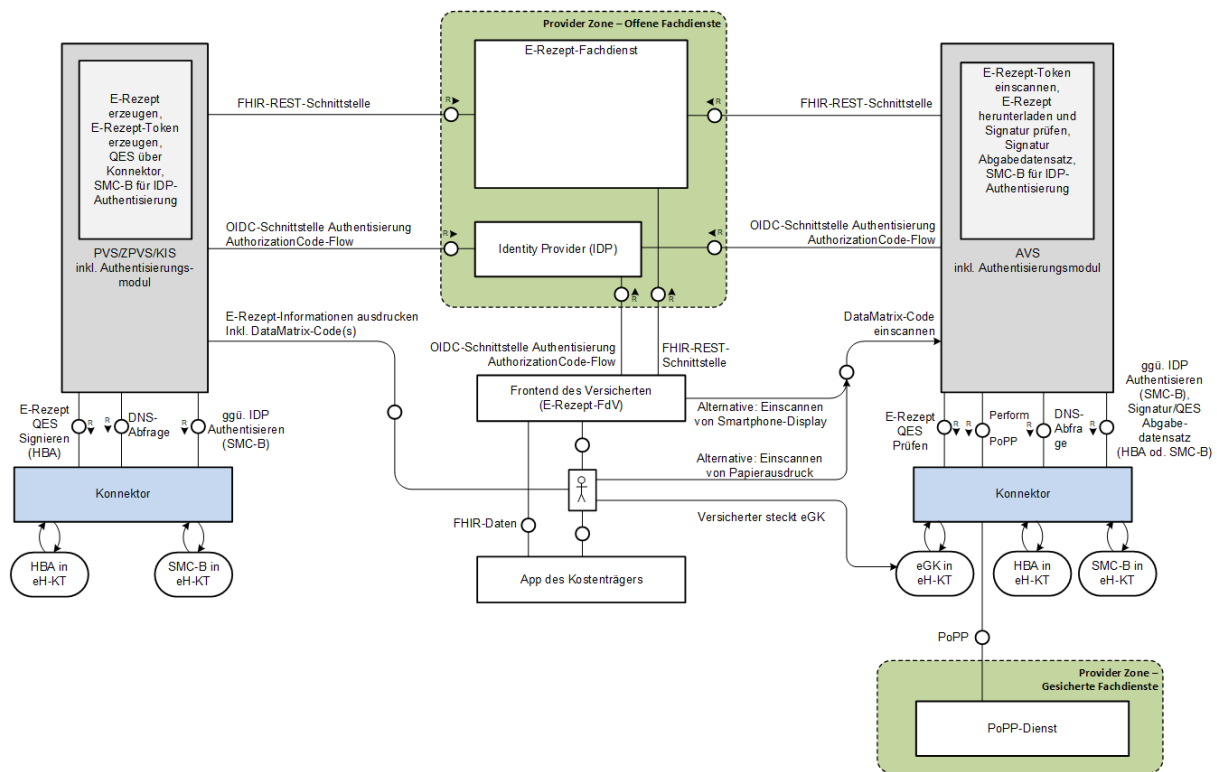 Provider Zone – Offene Fachdienste
E-Rezept-Fachdienst
E-Rezept
erzeugen,
E-Rezept-Token
erzeugen,
QES über
Konnektor,
SMC-B für IDP-
Authentisierung
PVS/ZPVS/KIS
inkl. Authentisierungs-
modul
FHIR-REST-Schnittstelle
R
R
FHIR-REST-Schnittstelle
E-Rezept-Token
einscannen,
E-Rezept
herunterladen und
Signatur prüfen,
Signatur
Abgabedatensatz,
SMC-B für IDP-
Authentisierung
AVS
inkl. Authentisierungsmodul
OIDC-Schnittstelle Authentisierung
AuthorizationCode-Flow
R
Identity Provider (IDP)
R
OIDC-Schnittstelle Authentisierung
AuthorizationCode-Flow
R
R
E-Rezept-Informationen ausdrucken
Inkl. DataMatrix-Code(s)
OIDC-Schnittstelle Authentisierung
AuthorizationCode-Flow
FHIR-REST-
Schnittstelle
DataMatrix-Code
einscannen
Frontend des Versicherten
(E-Rezept-FdV)
Alternative: Einscannen
von Smartphone-Display
E-Rezept
QES
Signieren
(HBA)
R
DNS-
Abfrage
R
ggü. IDP
Authentisieren
(SMC-B)
R
E-Rezept
QES
Prüfen
R
Perform
PoPP
R
DNS-
Abfra
ge
R
ggü. IDP
Authentisieren
(SMC-B),
Signatur/QES
Abgabe-
datensatz
(HBA od. SMC-B)
R
Alternative: Einscannen
von Papierausdruck
Konnektor
Konnektor
Versicherter steckt eGK
FHIR-Daten
HBA in
eH-KT
SMC-B in
eH-KT
App des Kostenträgers
eGK in
eH-KT
HBA in
eH-KT
SMC-B in
eH-KT
PoPP
Provider Zone –
Gesicherte Fachdienste
PoPP-Dienst